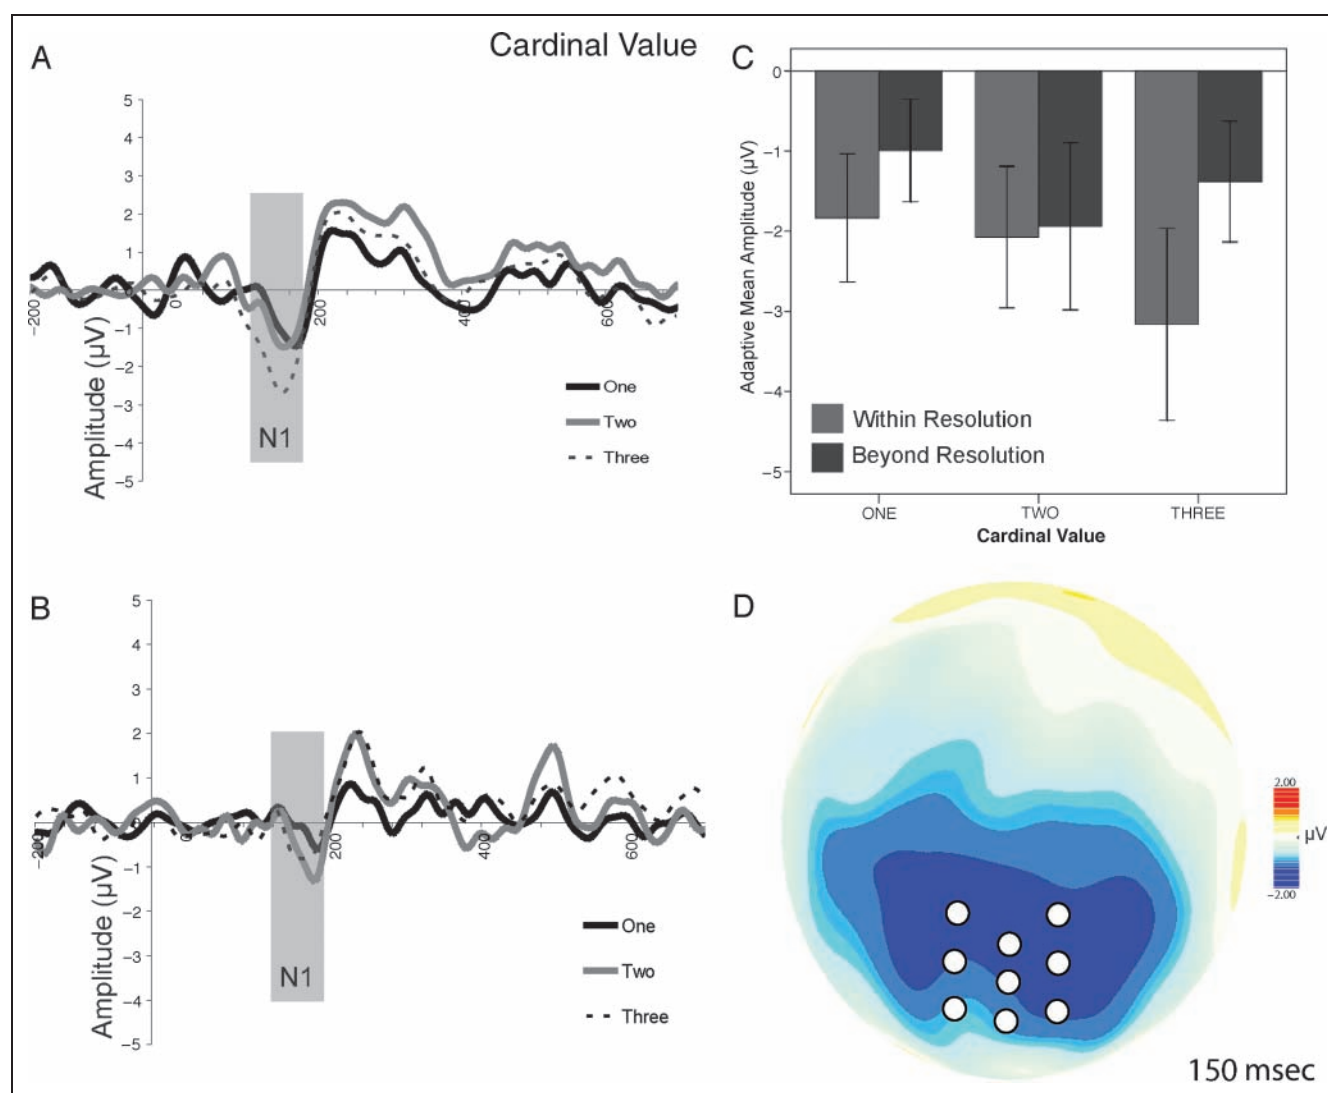 Cardinal Value
A
5
4
3
2
1
0
−1
−2
−3
−4
−5
Amplitude (µV)
−200
0
200
400
600
N1
One
Two
Three
B
5
4
3
2
1
0
−1
−2
−3
−4
−5
Amplitude (µV)
−200
0
200
400
600
N1
One
Two
Three
C
0
−1
−2
−3
−4
−5
Adaptive Mean Amplitude (µV)
Within Resolution
Beyond Resolution
ONE TWO THREE
Cardinal Value
D
2.00
µV
−2.00
150 msec